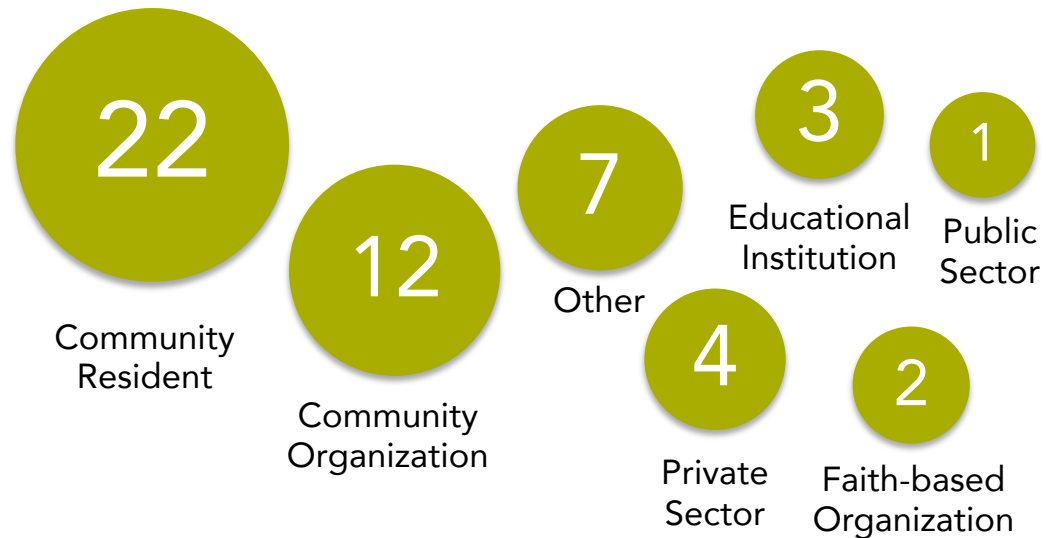 22
Community
Resident
12
Community
Organization
7
Other
3
Educational
Institution
1
Public
Sector
4
Private
Sector
2
Faith-based
Organization